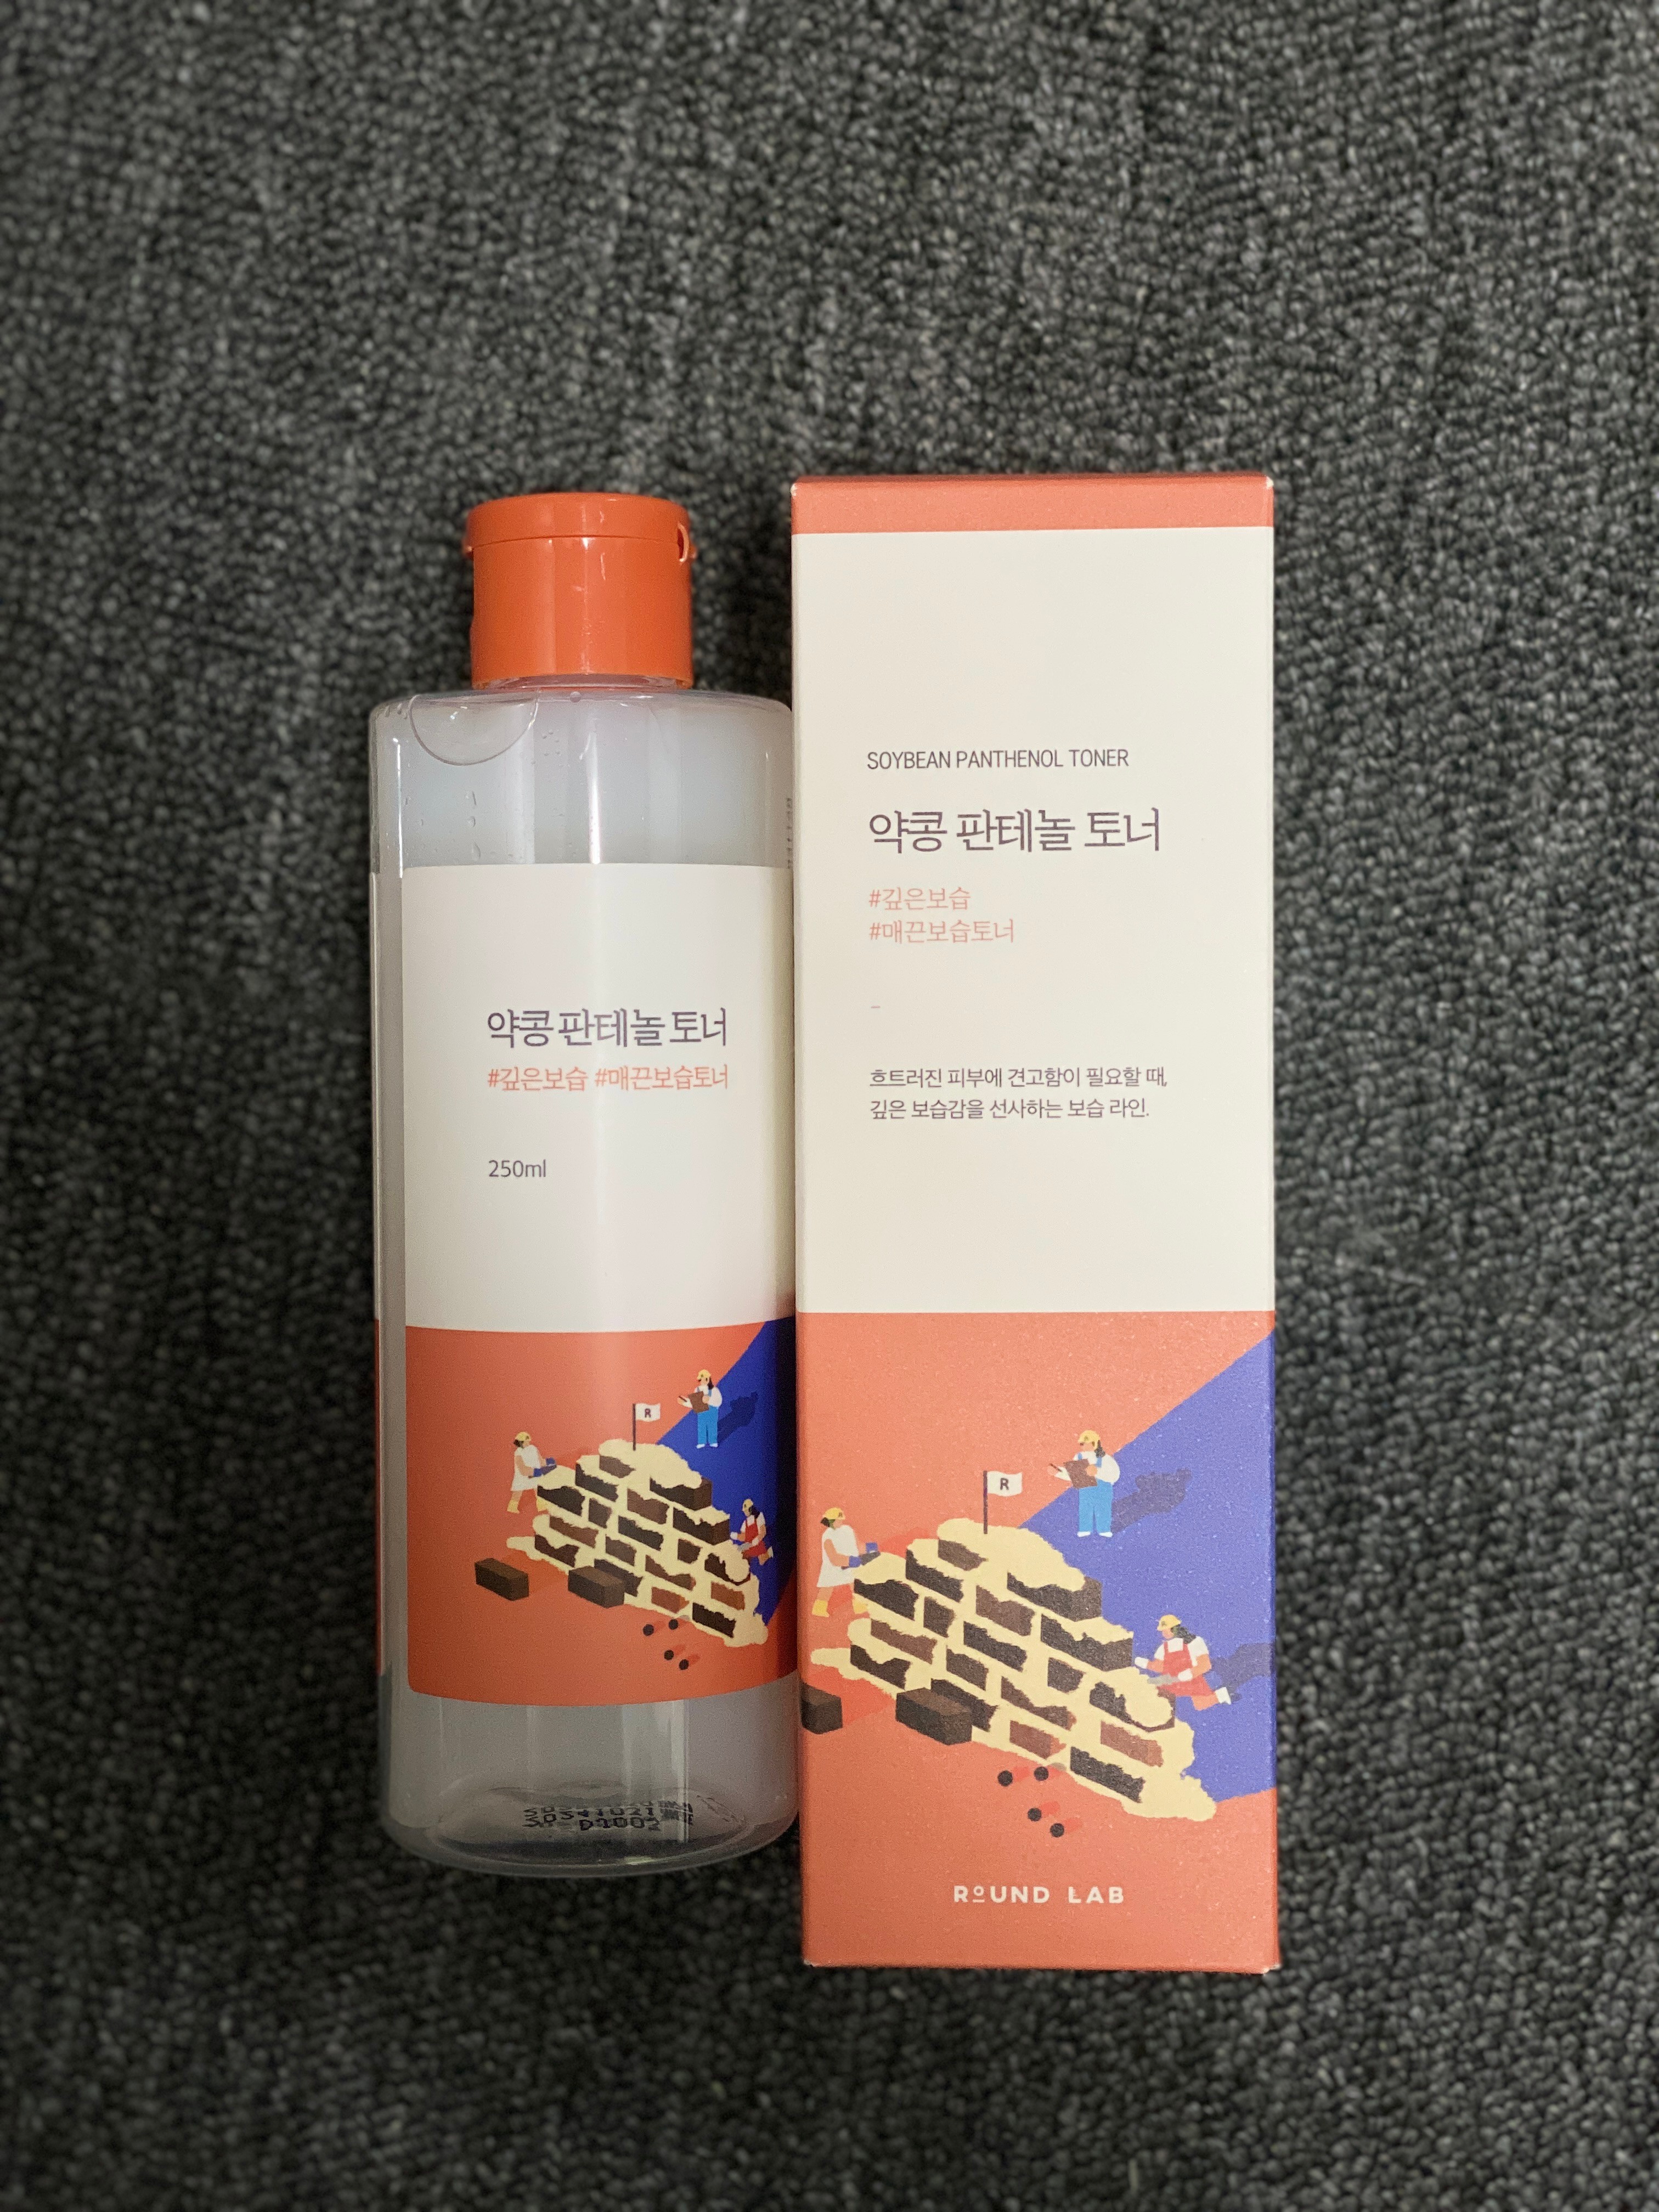 약콩 판테놀 토너
#깊은보습 #매끈보습토너
250ml
R
SOYBEAN PANTHENOL TONER
약콩 판테놀 토너
#깊은보습
#매끈보습토너
흐트러진 피부에 견고함이 필요할 때,
깊은 보습감을 선사하는 보습 라인.
R
ROUND LAB